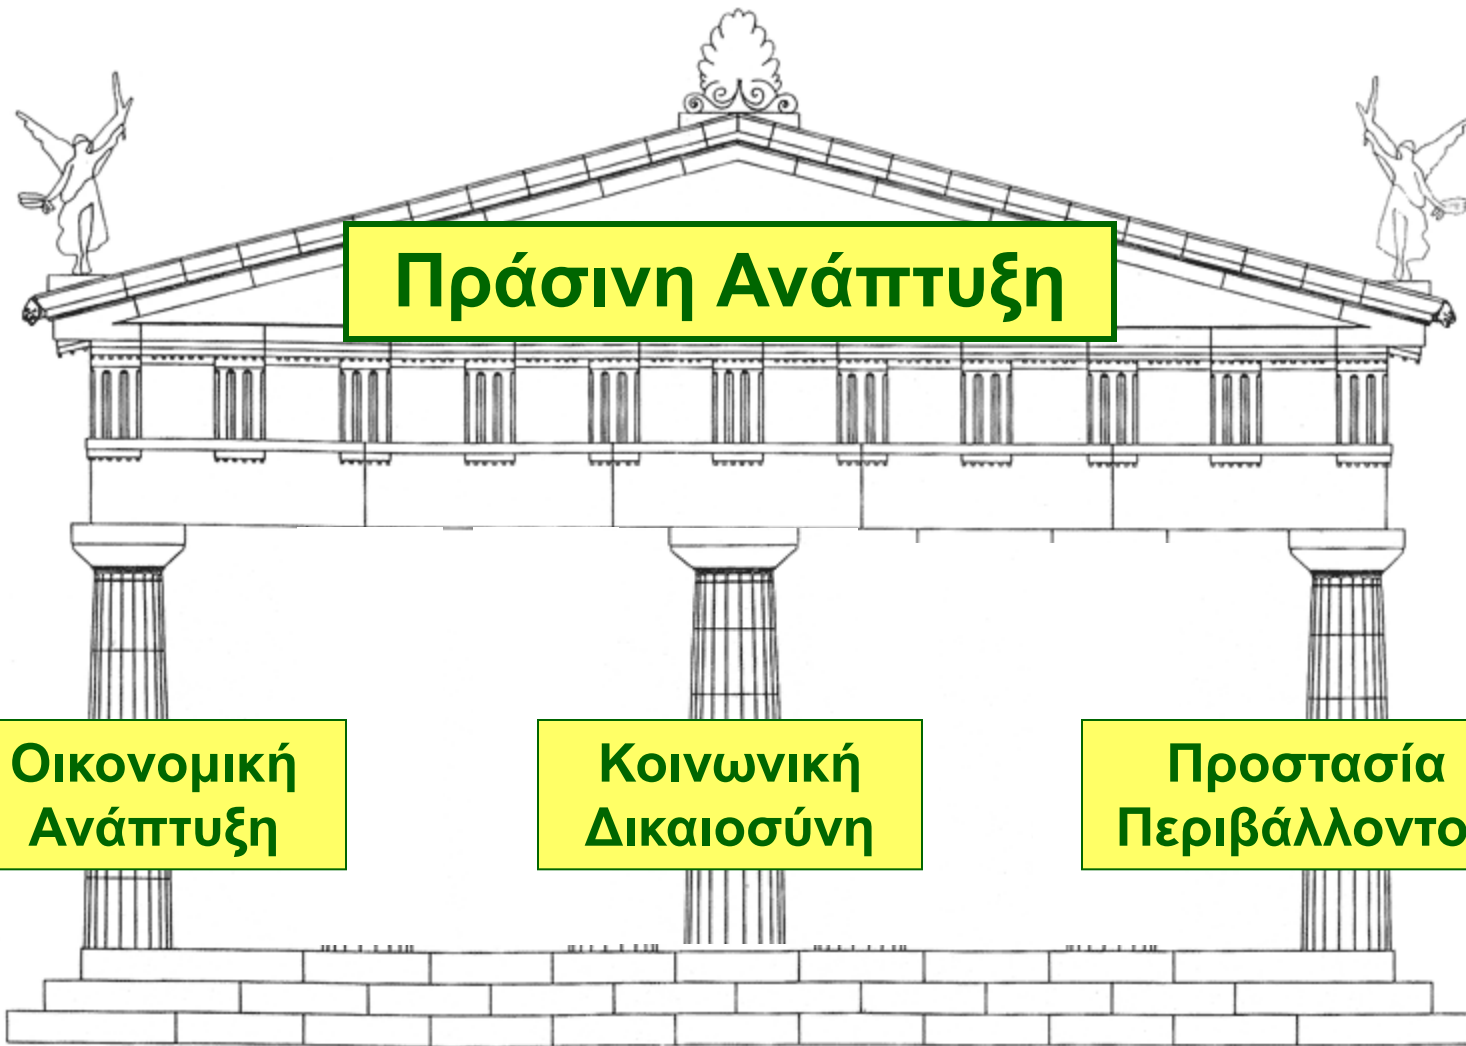 Πράσινη Ανάπτυξη
Οικονομική
Ανάπτυξη
Κοινωνική
Δικαιοσύνη
Προστασία
Περιβάλλοντο